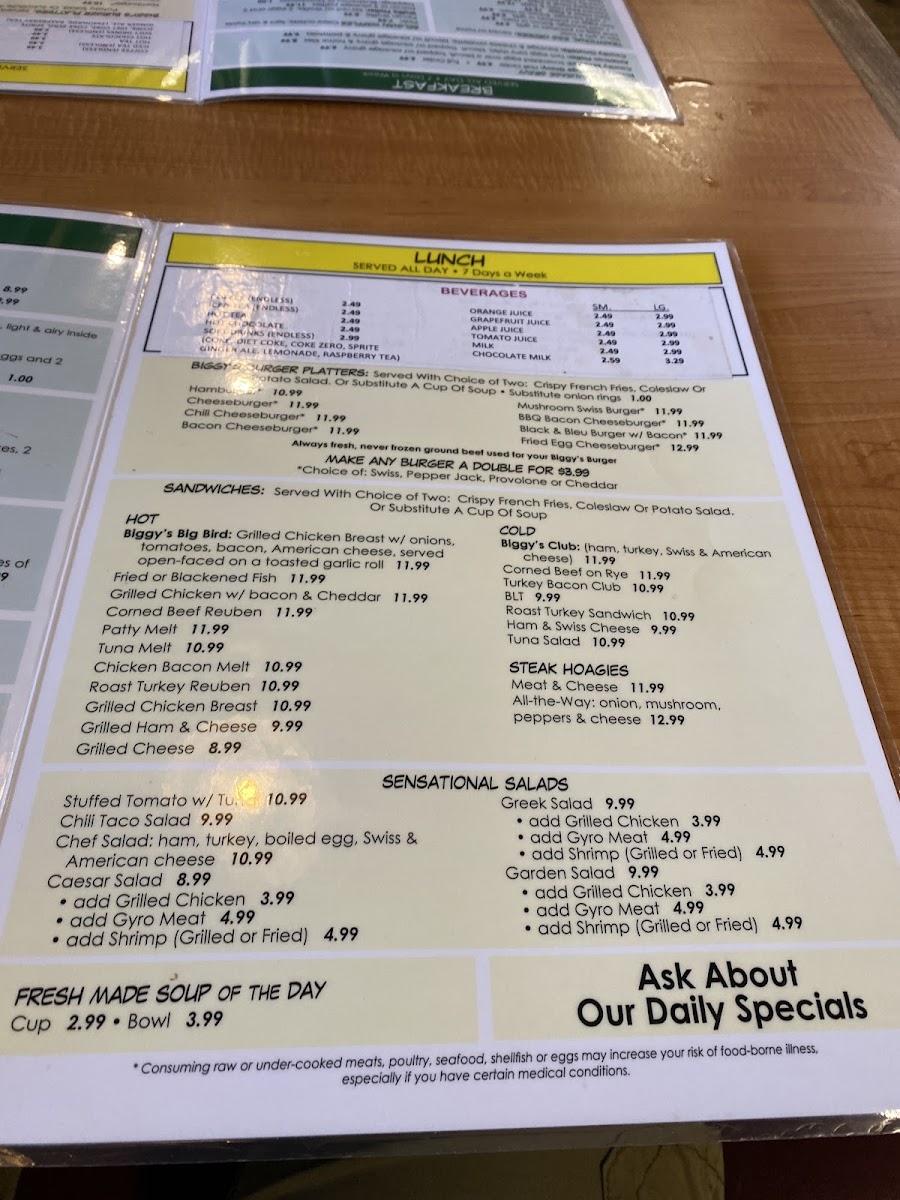 BREAKFAST
SERVED ALL DAY • 7 Days a Week
8.99
light & airy inside
ggs and 2
1.00
LUNCH
SERVED ALL DAY • 7 Days a Week
BEVERAGES
(ENDLESS) 2.49
(ENDLESS) 2.49
2.49
2.49
(ENDLESS) 2.99
(COKE, DIET COKE, COKE ZERO, SPRITE
GINGER ALE, LEMONADE, RASPBERRY TEA)
SM. LG.
ORANGE JUICE 2.49 2.99
GRAPEFRUIT JUICE 2.49 2.99
APPLE JUICE 2.49 2.99
TOMATO JUICE 2.49 2.99
MILK 2.49 2.99
CHOCOLATE MILK 2.59 3.29
BIGGY'S BURGER PLATTERS: Served With Choice of Two: Crispy French Fries, Coleslaw Or
Potato Salad. Or Substitute A Cup Of Soup • Substitute onion rings 1.00
Hamburger* 10.99
Cheeseburger* 11.99
Chili Cheeseburger* 11.99
Bacon Cheeseburger* 11.99
Mushroom Swiss Burger* 11.99
BBQ Bacon Cheeseburger* 11.99
Black & Bleu Burger w/ Bacon* 11.99
Fried Egg Cheeseburger* 12.99
Always fresh, never frozen ground beef used for your Biggy's Burger
MAKE ANY BURGER A DOUBLE FOR $3.99
*Choice of: Swiss, Pepper Jack, Provolone or Cheddar
SANDWICHES: Served With Choice of Two: Crispy French Fries, Coleslaw Or Potato Salad.
Or Substitute A Cup Of Soup
HOT
Biggy's Big Bird: Grilled Chicken Breast w/ onions,
tomatoes, bacon, American cheese, served
open-faced on a toasted garlic roll 11.99
Fried or Blackened Fish 11.99
Grilled Chicken w/ bacon & Cheddar 11.99
Corned Beef Reuben 11.99
Patty Melt 11.99
Tuna Melt 10.99
Chicken Bacon Melt 10.99
Roast Turkey Reuben 10.99
Grilled Chicken Breast 10.99
Grilled Ham & Cheese 9.99
Grilled Cheese 8.99
COLD
Biggy's Club: (ham, turkey, Swiss & American
cheese) 11.99
Corned Beef on Rye 11.99
Turkey Bacon Club 10.99
BLT 9.99
Roast Turkey Sandwich 10.99
Ham & Swiss Cheese 9.99
Tuna Salad 10.99
STEAK HOAGIES
Meat & Cheese 11.99
All-the-Way: onion, mushroom,
peppers & cheese 12.99
SENSATIONAL SALADS
Stuffed Tomato w/ Tuna 10.99
Chili Taco Salad 9.99
Chef Salad: ham, turkey, boiled egg, Swiss &
American cheese 10.99
Caesar Salad 8.99
• add Grilled Chicken 3.99
• add Gyro Meat 4.99
• add Shrimp (Grilled or Fried) 4.99
Greek Salad 9.99
• add Grilled Chicken 3.99
• add Gyro Meat 4.99
• add Shrimp (Grilled or Fried) 4.99
Garden Salad 9.99
• add Grilled Chicken 3.99
• add Gyro Meat 4.99
• add Shrimp (Grilled or Fried) 4.99
FRESH MADE SOUP OF THE DAY
Cup 2.99 • Bowl 3.99
Ask About
Our Daily Specials
* Consuming raw or under-cooked meats, poultry, seafood, shellfish or eggs may increase your risk of food-borne illness,
especially if you have certain medical conditions.